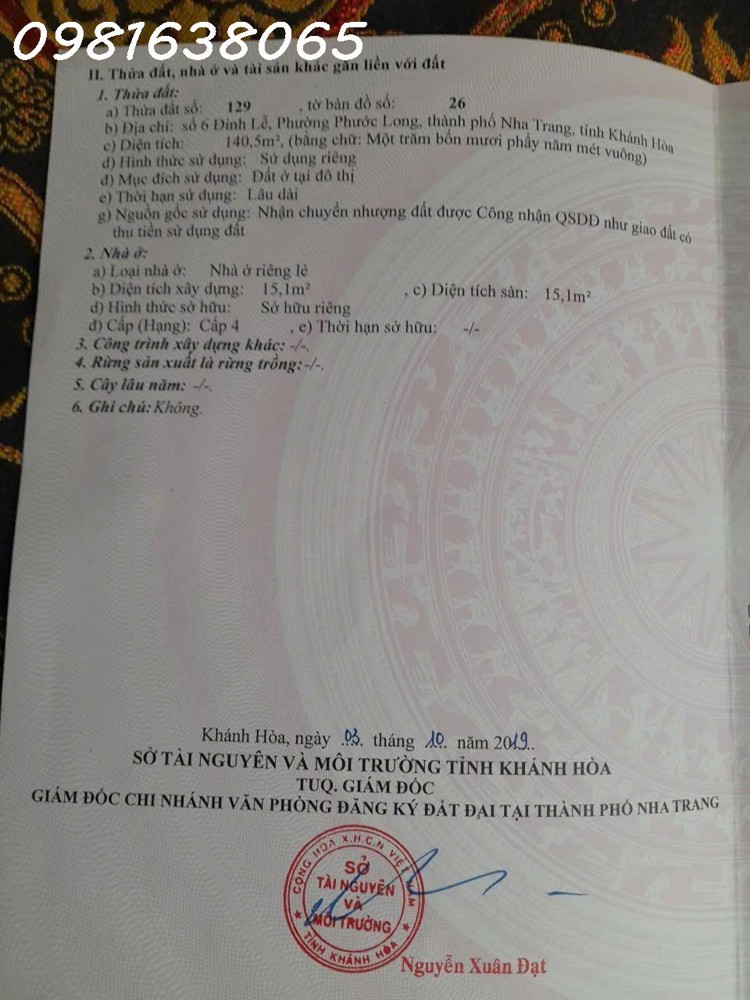 0981638065
II. Thửa đất, nhà ở và tài sản khác gắn liền với đất
1. Thửa đất:
a) Thửa đất số: 129 , tờ bản đồ số: 26
b) Địa chỉ: số 6 Đinh Lễ, Phường Phước Long, thành phố Nha Trang, tỉnh Khánh Hòa
c) Diện tích: 140,5m², (bằng chữ: Một trăm bốn mươi phẩy năm mét vuông)
d) Hình thức sử dụng: Sử dụng riêng
đ) Mục đích sử dụng: Đất ở tại đô thị
e) Thời hạn sử dụng: Lâu dài
g) Nguồn gốc sử dụng: Nhận chuyển nhượng đất được Công nhận QSDĐ như giao đất có
thu tiền sử dụng đất
2. Nhà ở:
a) Loại nhà ở: Nhà ở riêng lẻ
b) Diện tích xây dựng: 15,1m² , c) Diện tích sàn: 15,1m²
d) Hình thức sở hữu: Sở hữu riêng
đ) Cấp (Hạng): Cấp 4 , e) Thời hạn sở hữu: -/-
3. Công trình xây dựng khác: -/-.
4. Rừng sản xuất là rừng trồng: -/-.
5. Cây lâu năm: -/-.
6. Ghi chú: Không.
Khánh Hòa, ngày 03. tháng 10. năm 2019..
SỞ TÀI NGUYÊN VÀ MÔI TRƯỜNG TỈNH KHÁNH HÒA
TUQ. GIÁM ĐỐC
GIÁM ĐỐC CHI NHÁNH VĂN PHÒNG ĐĂNG KÝ ĐẤT ĐAI TẠI THÀNH PHỐ NHA TRANG
CỘNG HÒA X.H.C.N VIỆT NAM
SỞ
TÀI NGUYÊN
VÀ
MÔI TRƯỜNG
TỈNH KHÁNH HÒA
Nguyễn Xuân Đạt